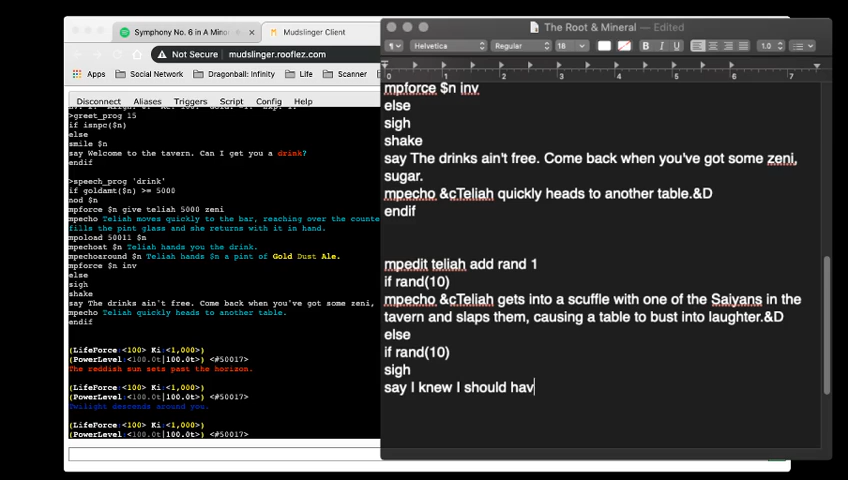 Symphony No. 6 in A Mino
Mudslinger Client
Not Secure mudslinger.rooflez.com
Apps Social Network Dragonball: Infinity Life Scanner
Disconnect Aliases Triggers Script Config Help
>greet_prog 15
if isnpc($n)
else
smile $n
say Welcome to the tavern. Can I get you a drink?
endif
>speech_prog 'drink'
if goldamt($n) >= 5000
nod $n
mpforce $n give teliah 5000 zeni
mpecho Teliah moves quickly to the bar, reaching over the counte
fills the pint glass and she returns with it in hand.
mpoload 50011 $n
mpechoat $n Teliah hands you the drink.
mpechoaround $n Teliah hands $n a pint of Gold Dust Ale.
mpforce $n inv
else
sigh
shake
say The drinks ain't free. Come back when you've got some zeni,
mpecho Teliah quickly heads to another table.
endif
(LifeForce:<100> Ki:<1,000>)
(PowerLevel:<100.0t|100.0t) <#50017>
The reddish sun sets past the horizon.
(LifeForce:<100> Ki:<1,000>)
(PowerLevel:<100.0t|100.0t) <#50017>
Twilight descends around you.
(LifeForce:<100> Ki:<1,000>)
(PowerLevel:<100.0t|100.0t) <#50017>
The Root & Mineral — Edited
¶ Helvetica Regular 18 B I U 1.0
0 1 2 3 4 5 6 7
mpforce $n inv
else
sigh
shake
say The drinks ain't free. Come back when you've got some zeni,
sugar.
mpecho &cTeliah quickly heads to another table.&D
endif
mpedit teliah add rand 1
if rand(10)
mpecho &cTeliah gets into a scuffle with one of the Saiyans in the
tavern and slaps them, causing a table to bust into laughter.&D
else
if rand(10)
sigh
say I knew I should hav